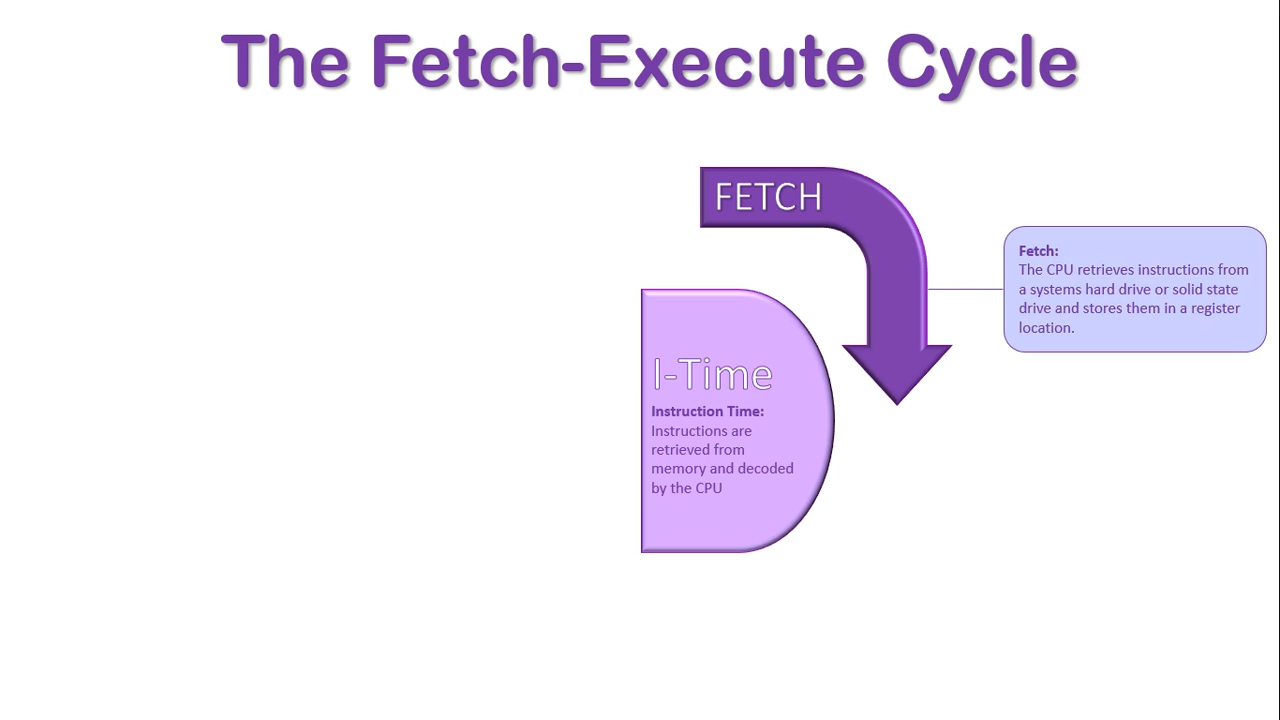 The Fetch-Execute Cycle
FETCH
Fetch:
The CPU retrieves instructions from
a systems hard drive or solid state
drive and stores them in a register
location.
I-Time
Instruction Time:
Instructions are
retrieved from
memory and decoded
by the CPU